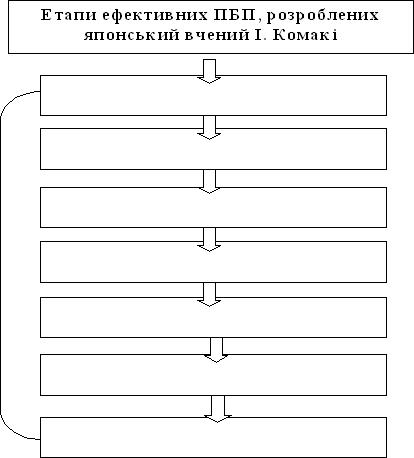 Етапи ефективних ПБП, розроблених
японський вчений І. Комакі